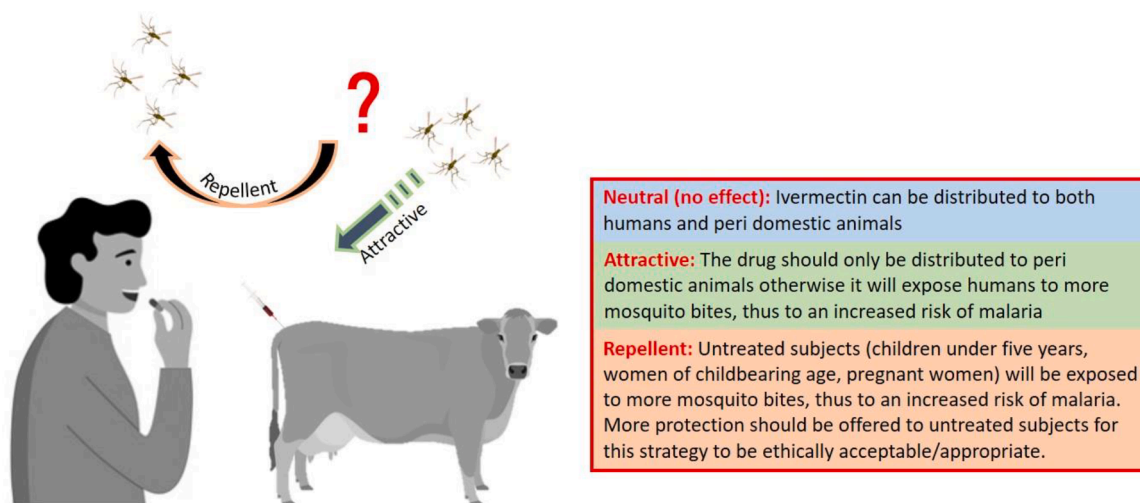 ?
Repellent
Attractive
Neutral (no effect): Ivermectin can be distributed to both
humans and peri domestic animals
Attractive: The drug should only be distributed to peri
domestic animals otherwise it will expose humans to more
mosquito bites, thus to an increased risk of malaria
Repellent: Untreated subjects (children under five years,
women of childbearing age, pregnant women) will be exposed
to more mosquito bites, thus to an increased risk of malaria.
More protection should be offered to untreated subjects for
this strategy to be ethically acceptable/appropriate.